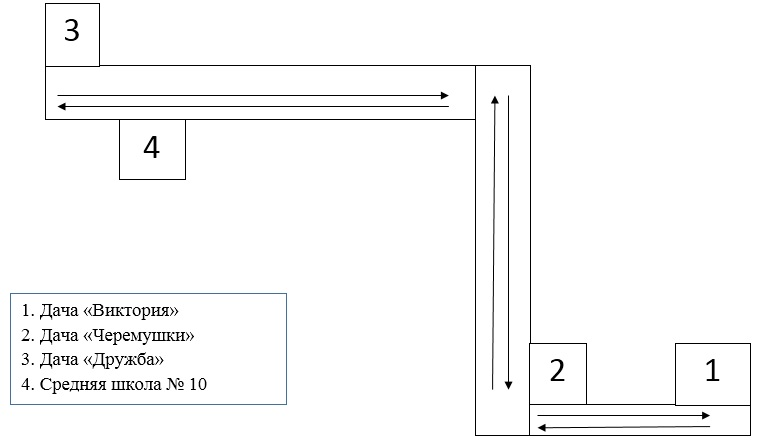 3
4
2
1
1. Дача «Виктория»
2. Дача «Черемушки»
3. Дача «Дружба»
4. Средняя школа № 10